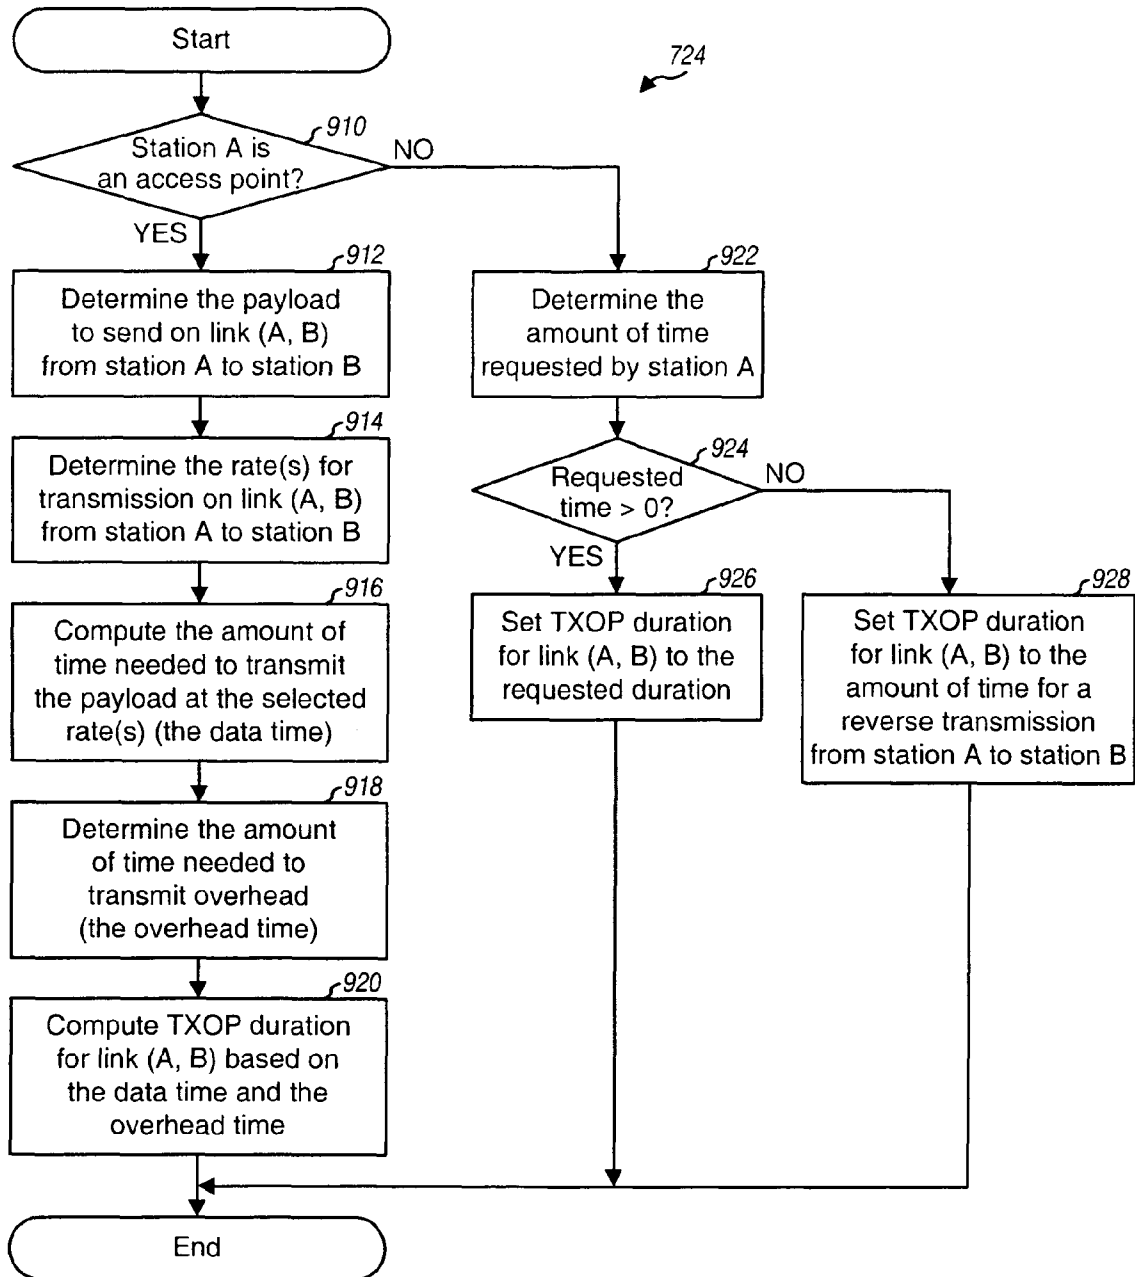 Start
724
910
Station A is
an access point?
NO
YES
912
Determine the payload
to send on link (A, B)
from station A to station B
922
Determine the
amount of time
requested by station A
914
Determine the rate(s) for
transmission on link (A, B)
from station A to station B
924
Requested
time > 0?
NO
YES
916
Compute the amount of
time needed to transmit
the payload at the selected
rate(s) (the data time)
926
Set TXOP duration
for link (A, B) to the
requested duration
928
Set TXOP duration
for link (A, B) to the
amount of time for a
reverse transmission
from station A to station B
918
Determine the amount
of time needed to
transmit overhead
(the overhead time)
920
Compute TXOP duration
for link (A, B) based on
the data time and the
overhead time
End